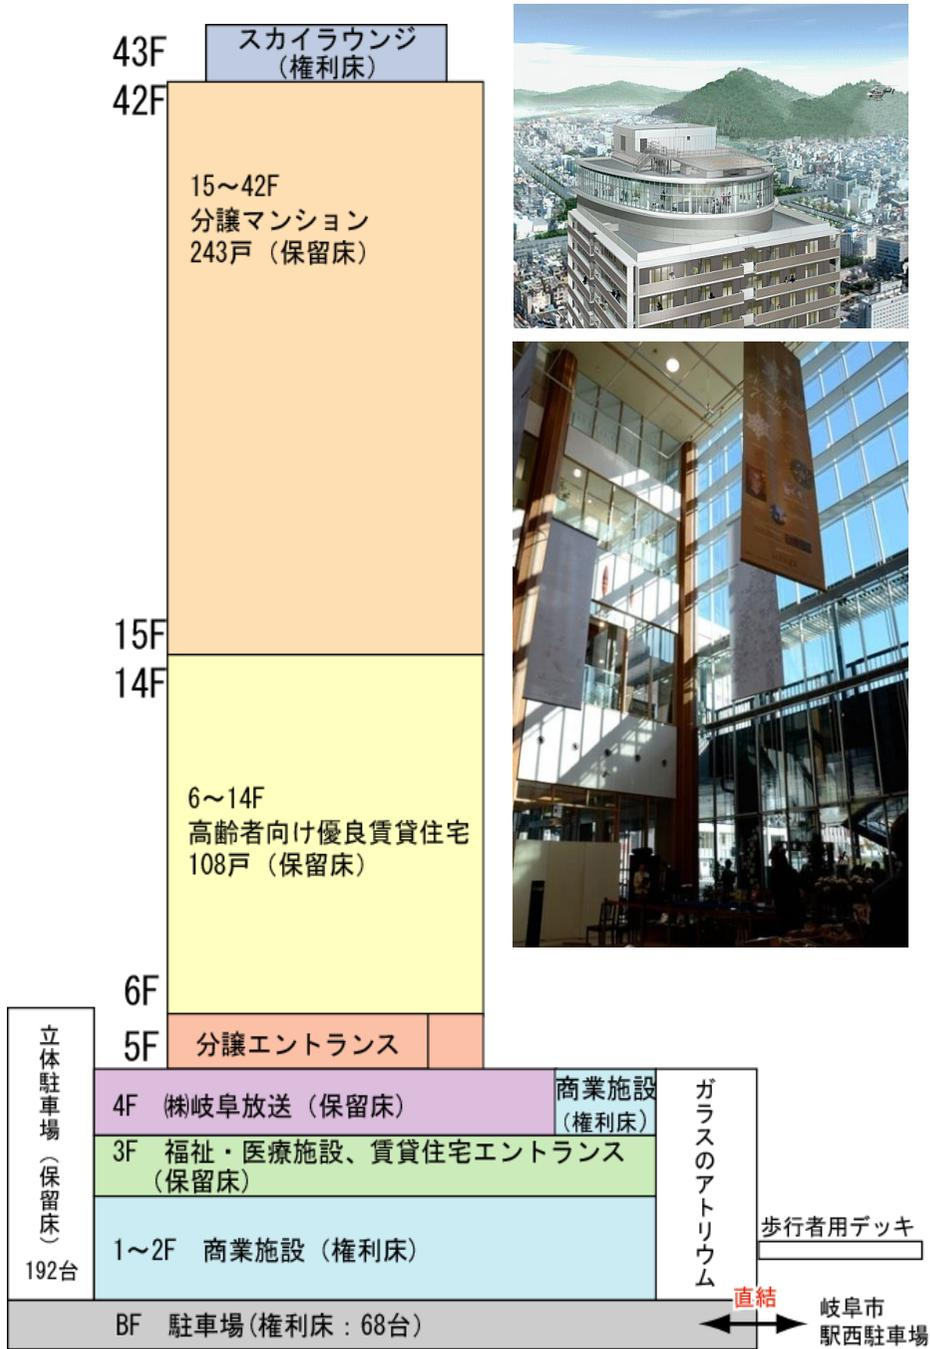 43F
スカイラウンジ
（権利床）
42F
15～42F
分譲マンション
243戸（保留床）
15F
14F
6～14F
高齢者向け優良賃貸住宅
108戸（保留床）
6F
5F
分譲エントランス
立体駐車場（保留床）
192台
4F　㈱岐阜放送（保留床）
商業施設
（権利床）
3F　福祉・医療施設、賃貸住宅エントランス
（保留床）
1～2F　商業施設（権利床）
ガラスのアトリウム
歩行者用デッキ
直結
BF　駐車場(権利床：68台）
岐阜市
駅西駐車場